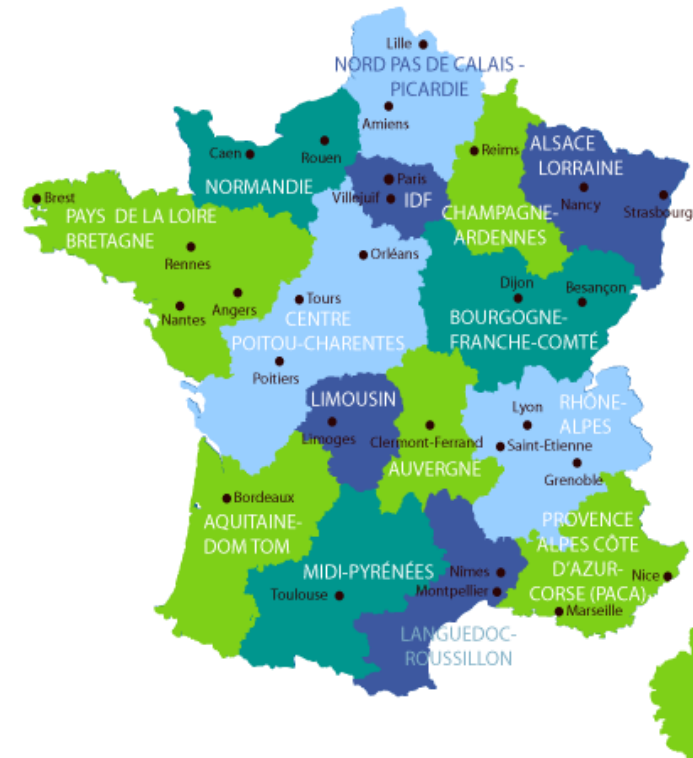 Lille
NORD PAS DE CALAIS -
PICARDIE
Amiens
Caen
Rouen
NORMANDIE
Reims
ALSACE
LORRAINE
Nancy
Strasbourg
Paris
Villejuif
IDF
CHAMPAGNE-
ARDENNES
Brest
PAYS DE LA LOIRE
BRETAGNE
Rennes
Nantes
Angers
Orléans
Tours
CENTRE
POITOU-CHARENTES
Poitiers
Dijon
Besançon
BOURGOGNE-
FRANCHE-COMTÉ
LIMOUSIN
Limoges
Clermont-Ferrand
AUVERGNE
Lyon
RHÔNE-
ALPES
Saint-Etienne
Grenoble
Bordeaux
AQUITAINE-
DOM TOM
MIDI-PYRÉNÉES
Toulouse
Nîmes
Montpellier
LANGUEDOC-
ROUSSILLON
PROVENCE
ALPES CÔTE
D'AZUR-
CORSE (PACA)
Nice
Marseille